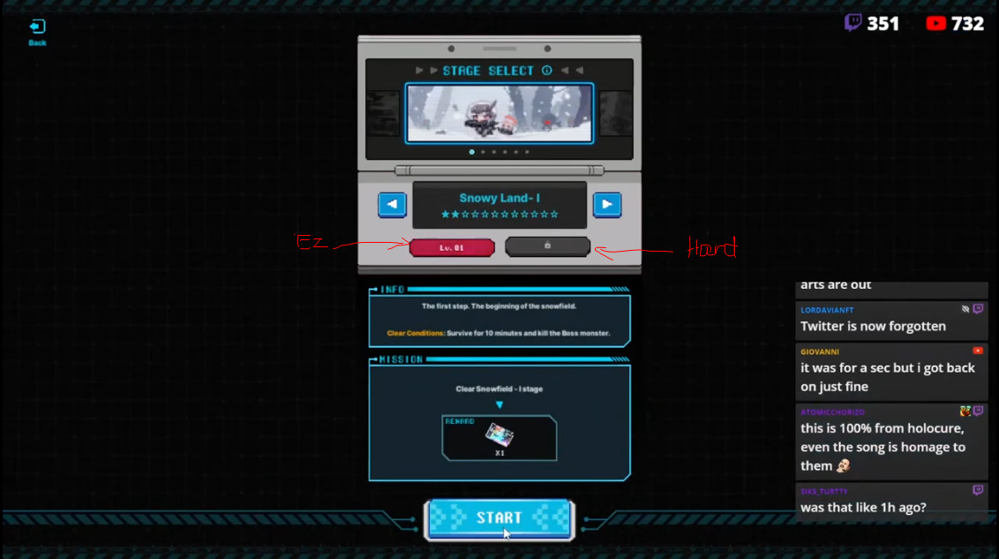 Back
351
732
STAGE SELECT
Snowy Land- I
Ez
Lv. 01
Hard
INFO
The first step. The beginning of the snowfield.
Clear Conditions: Survive for 10 minutes and kill the Boss monster.
MISSION
Clear Snowfield - I stage
REWARD
X1
START
arts are out
LORDAVIANFT
Twitter is now forgotten
GIOVANNI
it was for a sec but i got back
on just fine
ATOMICCHORIZO
this is 100% from holocure,
even the song is homage to
them
SIKS_TURTTY
was that like 1h ago?